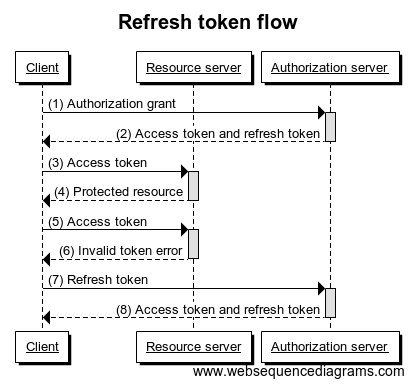 Refresh token flow
Client Resource server Authorization server
(1) Authorization grant
(2) Access token and refresh token
(3) Access token
(4) Protected resource
(5) Access token
(6) Invalid token error
(7) Refresh token
(8) Access token and refresh token
Client Resource server Authorization server
www.websequencediagrams.com